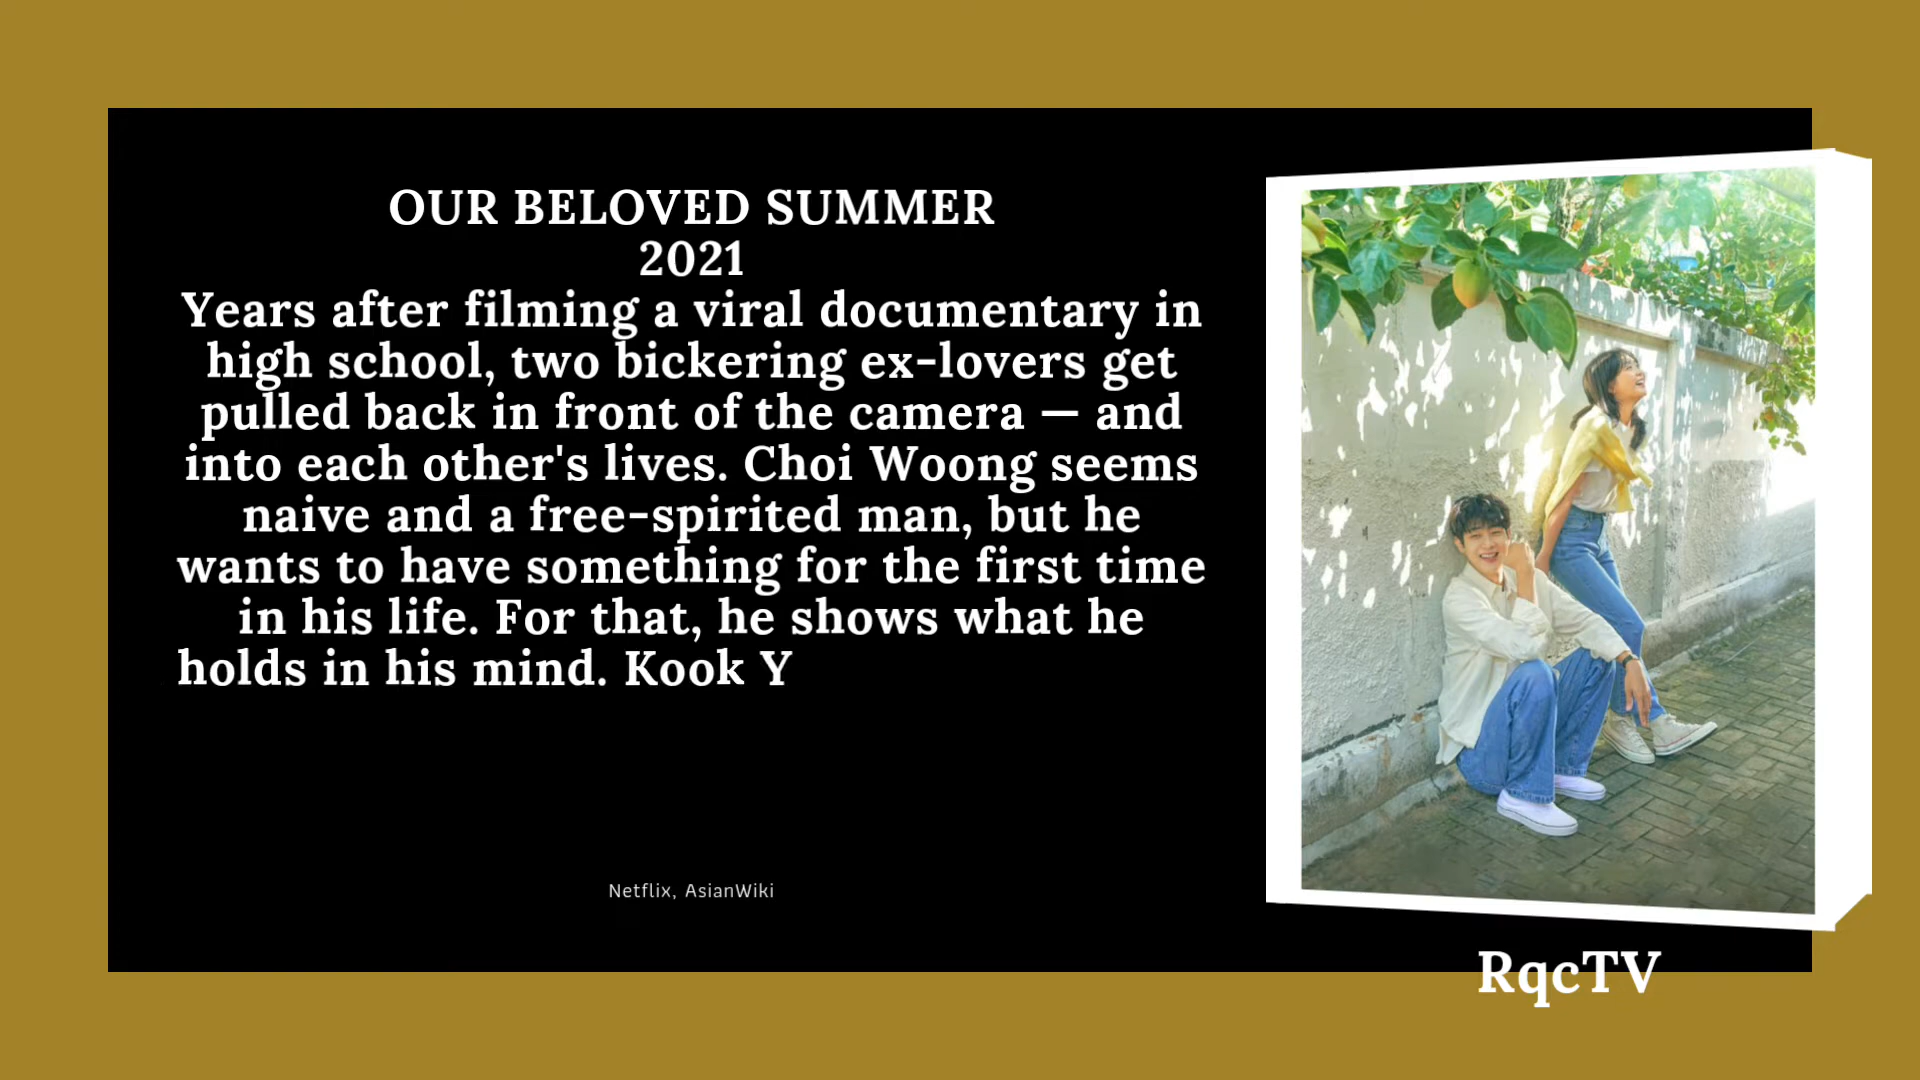 OUR BELOVED SUMMER
2021
Years after filming a viral documentary in
high school, two bickering ex-lovers get
pulled back in front of the camera — and
into each other's lives. Choi Woong seems
naive and a free-spirited man, but he
wants to have something for the first time
in his life. For that, he shows what he
holds in his mind. Kook Y
Netflix, AsianWiki
RqcTV